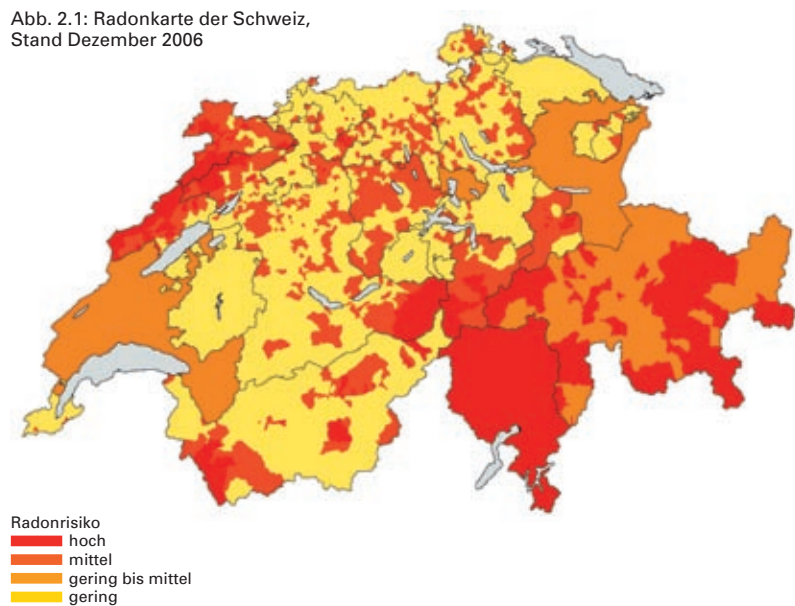 Abb. 2.1: Radonkarte der Schweiz,
Stand Dezember 2006
Radonrisiko
hoch
mittel
gering bis mittel
gering